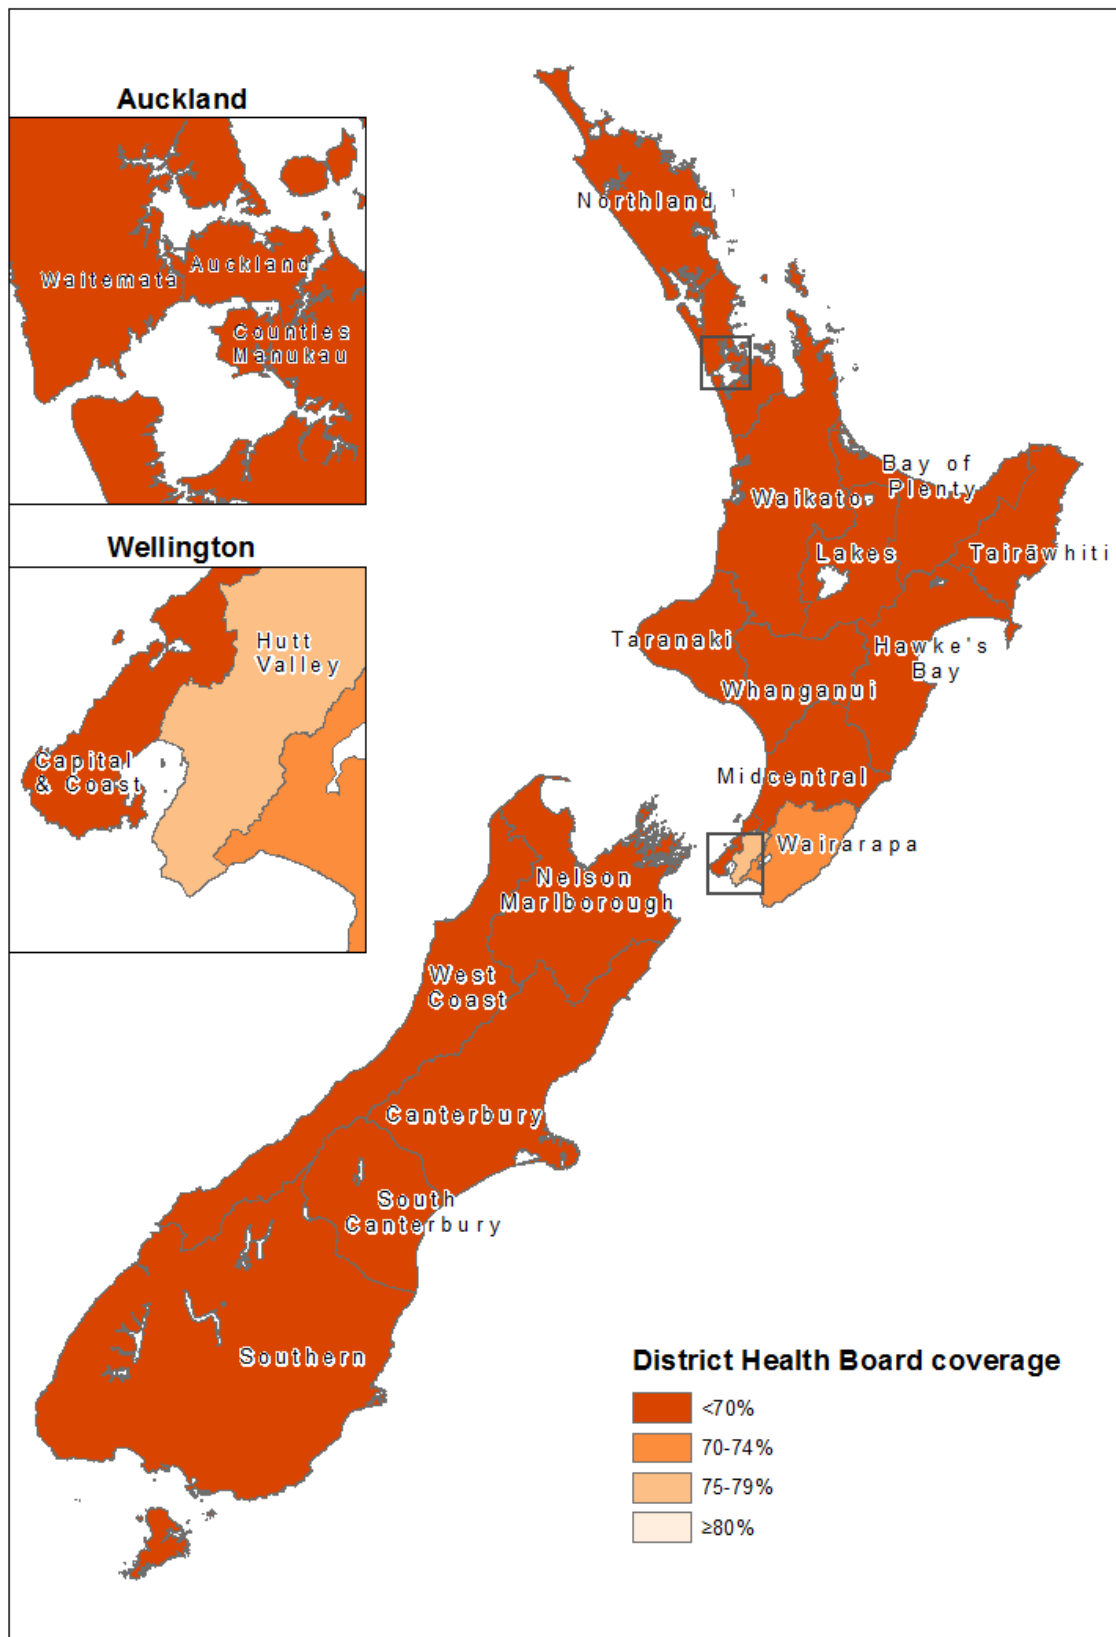 Auckland
Waitemata
Auckland
Counties
Manukau
Wellington
Hutt
Valley
Capital
& Coast
Northland
Bay of
Plenty
Waikato
Lakes
Tairāwhiti
Taranaki
Hawke's
Bay
Whanganui
Midcentral
Wairarapa
Nelson
Marlborough
West
Coast
Canterbury
South
Canterbury
Southern
District Health Board coverage
<70%
70-74%
75-79%
≥80%